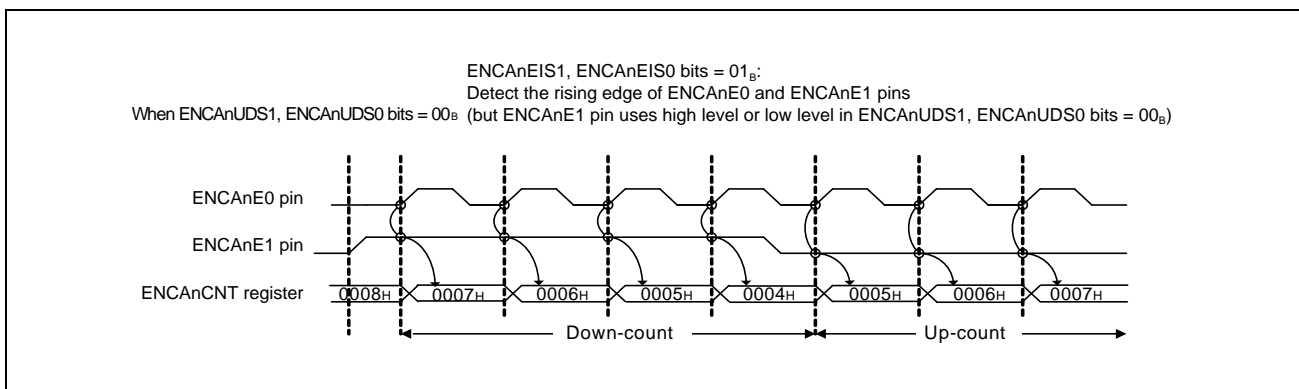 ENCAnEIS1, ENCAnEIS0 bits = 01B:
Detect the rising edge of ENCAnE0 and ENCAnE1 pins
When ENCAnUDS1, ENCAnUDS0 bits = 00B (but ENCAnE1 pin uses high level or low level in ENCAnUDS1, ENCAnUDS0 bits = 00B)
ENCAnE0 pin
ENCAnE1 pin
ENCAnCNT register 0008H 0007H 0006H 0005H 0004H 0005H 0006H 0007H
Down-count Up-count